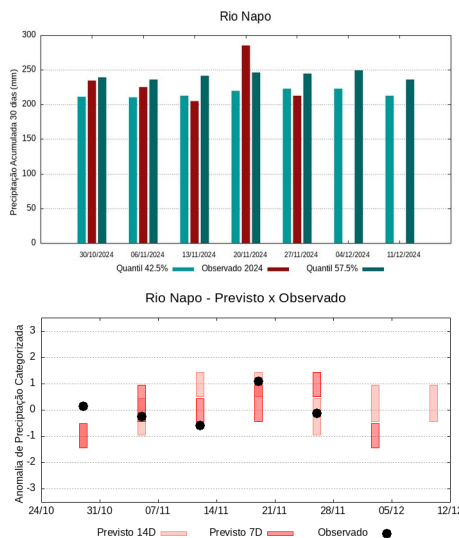 Rio Napo
Precipitação Acumulada 30 dias (mm)
300
250
200
150
100
50
0
30/10/2024 06/11/2024 13/11/2024 20/11/2024 27/11/2024 04/12/2024 11/12/2024
Quantil 42.5% Observado 2024 Quantil 57.5%
Rio Napo - Previsto x Observado
Anomalia de Precipitação Categorizada
3
2
1
0
-1
-2
-3
24/10 31/10 07/11 14/11 21/11 28/11 05/12 12/12
Previsto 14D Previsto 7D Observado